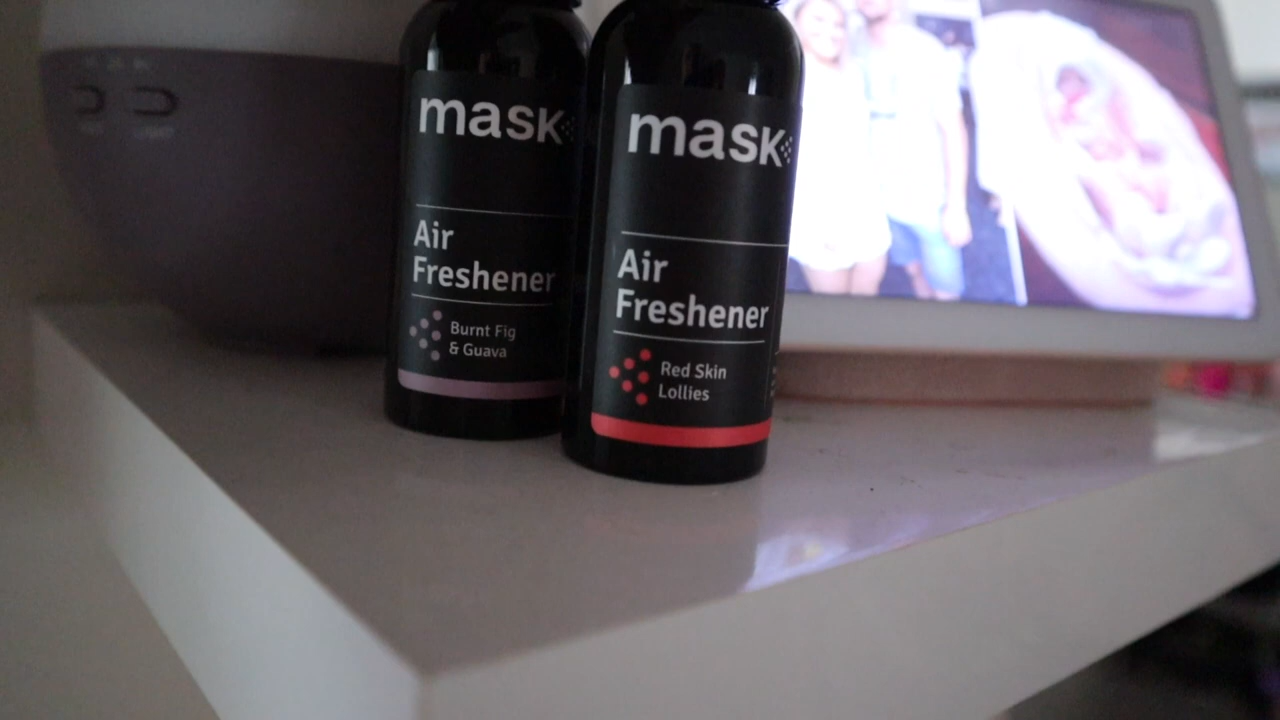 mask
Air
Freshener
Burnt Fig
& Guava
mask
Air
Freshener
Red Skin
Lollies